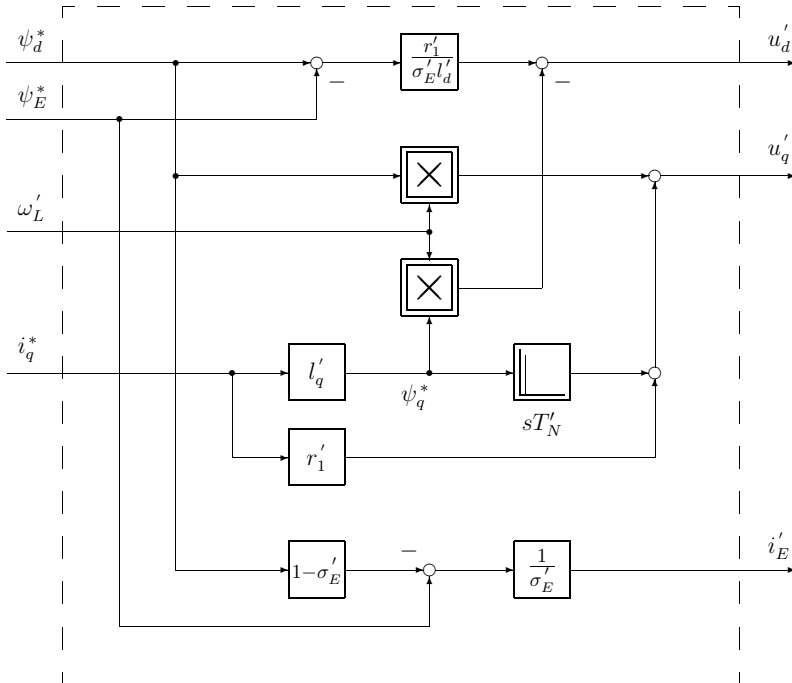 ψ_d^*
r_1′ / σ_E′ l_d′
u_d′
−
−
ψ_E^*
u_q′
×
ω_L′
×
i_q^*
l_q′
ψ_q^*
sT_N′
r_1′
i_E′
−
1−σ_E′
1 / σ_E′